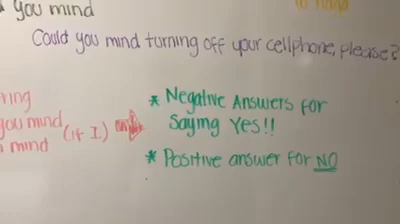 you mind
Could you mind turning off your cellphone, please?
you mind (if I)
mind
* Negative Answers for
Saying Yes!!
* Positive answer for NO